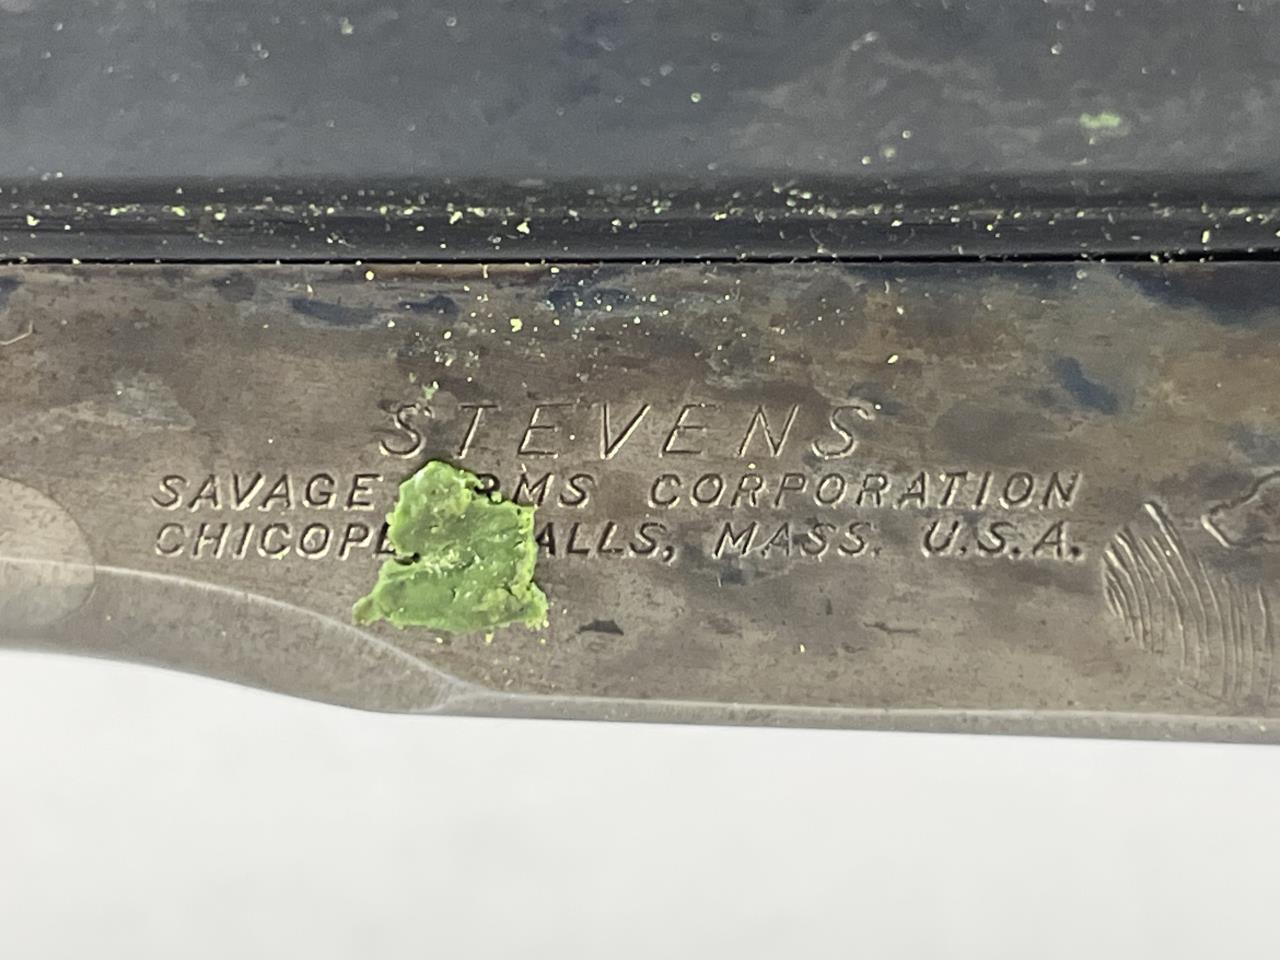 STEVENS
SAVAGE CORPORATION
MASS. U.S.A.